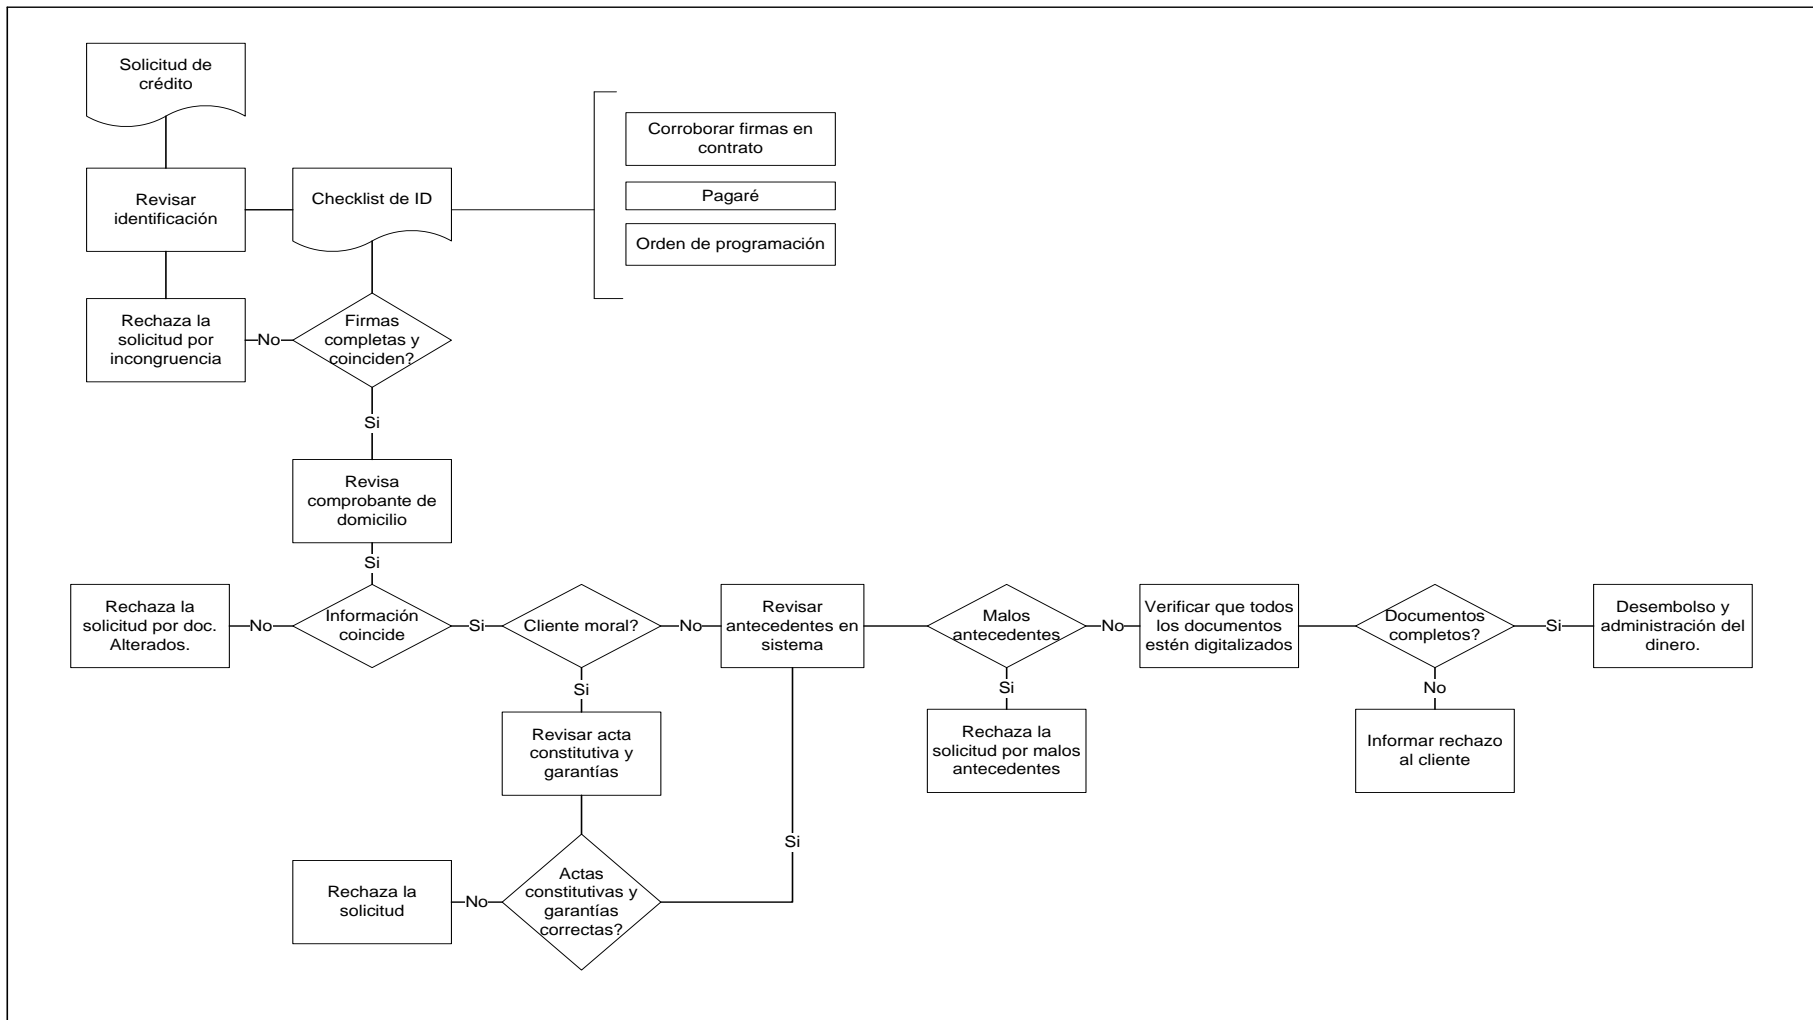 Solicitud de
crédito
Corroborar firmas en
contrato
Revisar
identificación
Checklist de ID
Pagaré
Orden de programación
Rechaza la
solicitud por
incongruencia
No
Firmas
completas y
coinciden?
Si
Revisa
comprobante de
domicilio
Si
Rechaza la
solicitud por doc.
Alterados.
No
Información
coincide
Si
Cliente moral?
No
Revisar
antecedentes en
sistema
Malos
antecedentes
No
Verificar que todos
los documentos
estén digitalizados
Documentos
completos?
Si
Desembolso y
administración del
dinero.
Si
Si
No
Revisar acta
constitutiva y
garantías
Rechaza la
solicitud por malos
antecedentes
Informar rechazo
al cliente
Si
Rechaza la
solicitud
No
Actas
constitutivas y
garantías
correctas?